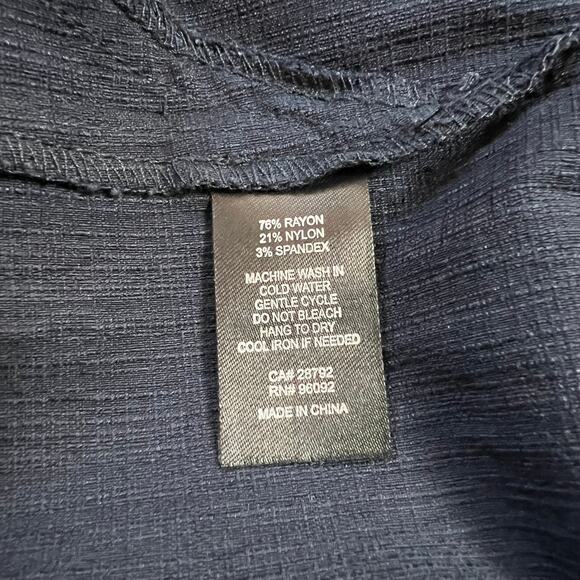 76% RAYON
21% NYLON
3% SPANDEX
MACHINE WASH IN
COLD WATER
GENTLE CYCLE
DO NOT BLEACH
HANG TO DRY
COOL IRON IF NEEDED
CA# 28792
RN# 96092
MADE IN CHINA